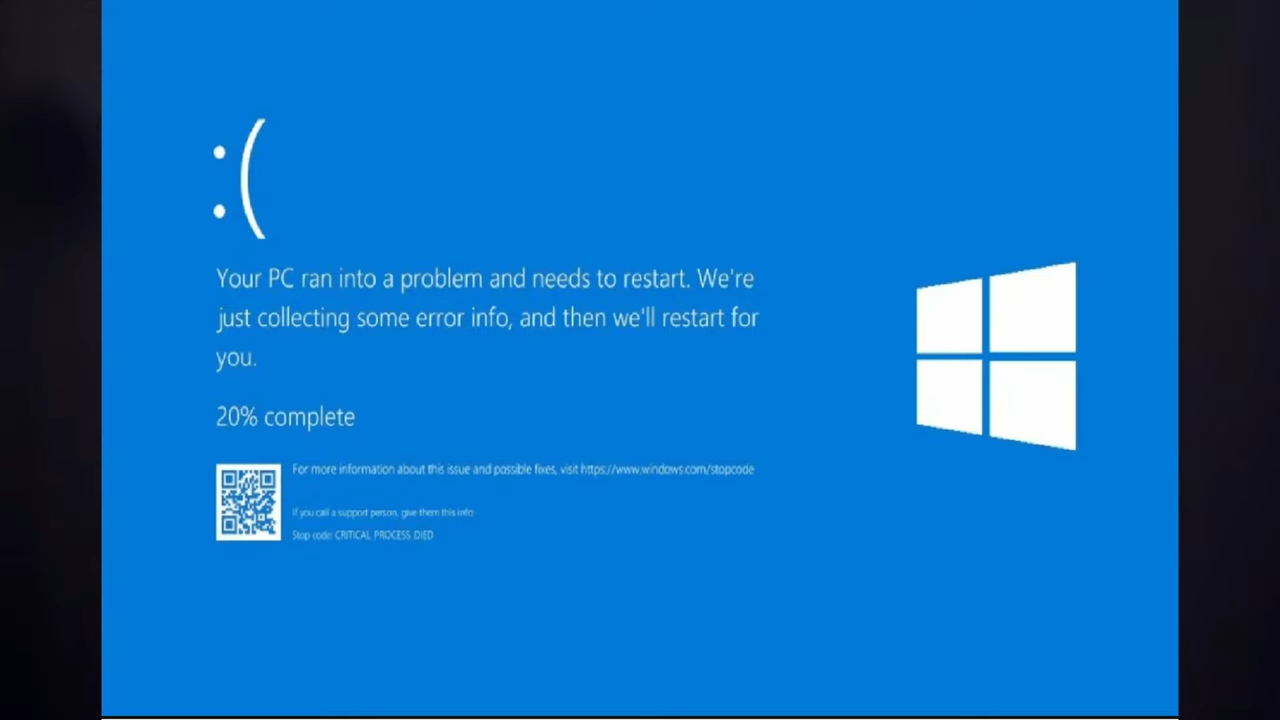 :(
Your PC ran into a problem and needs to restart. We're
just collecting some error info, and then we'll restart for
you.
20% complete
For more information about this issue and possible fixes, visit https://www.windows.com/stopcode
If you call a support person, give them this info:
Stop code: CRITICAL PROCESS DIED